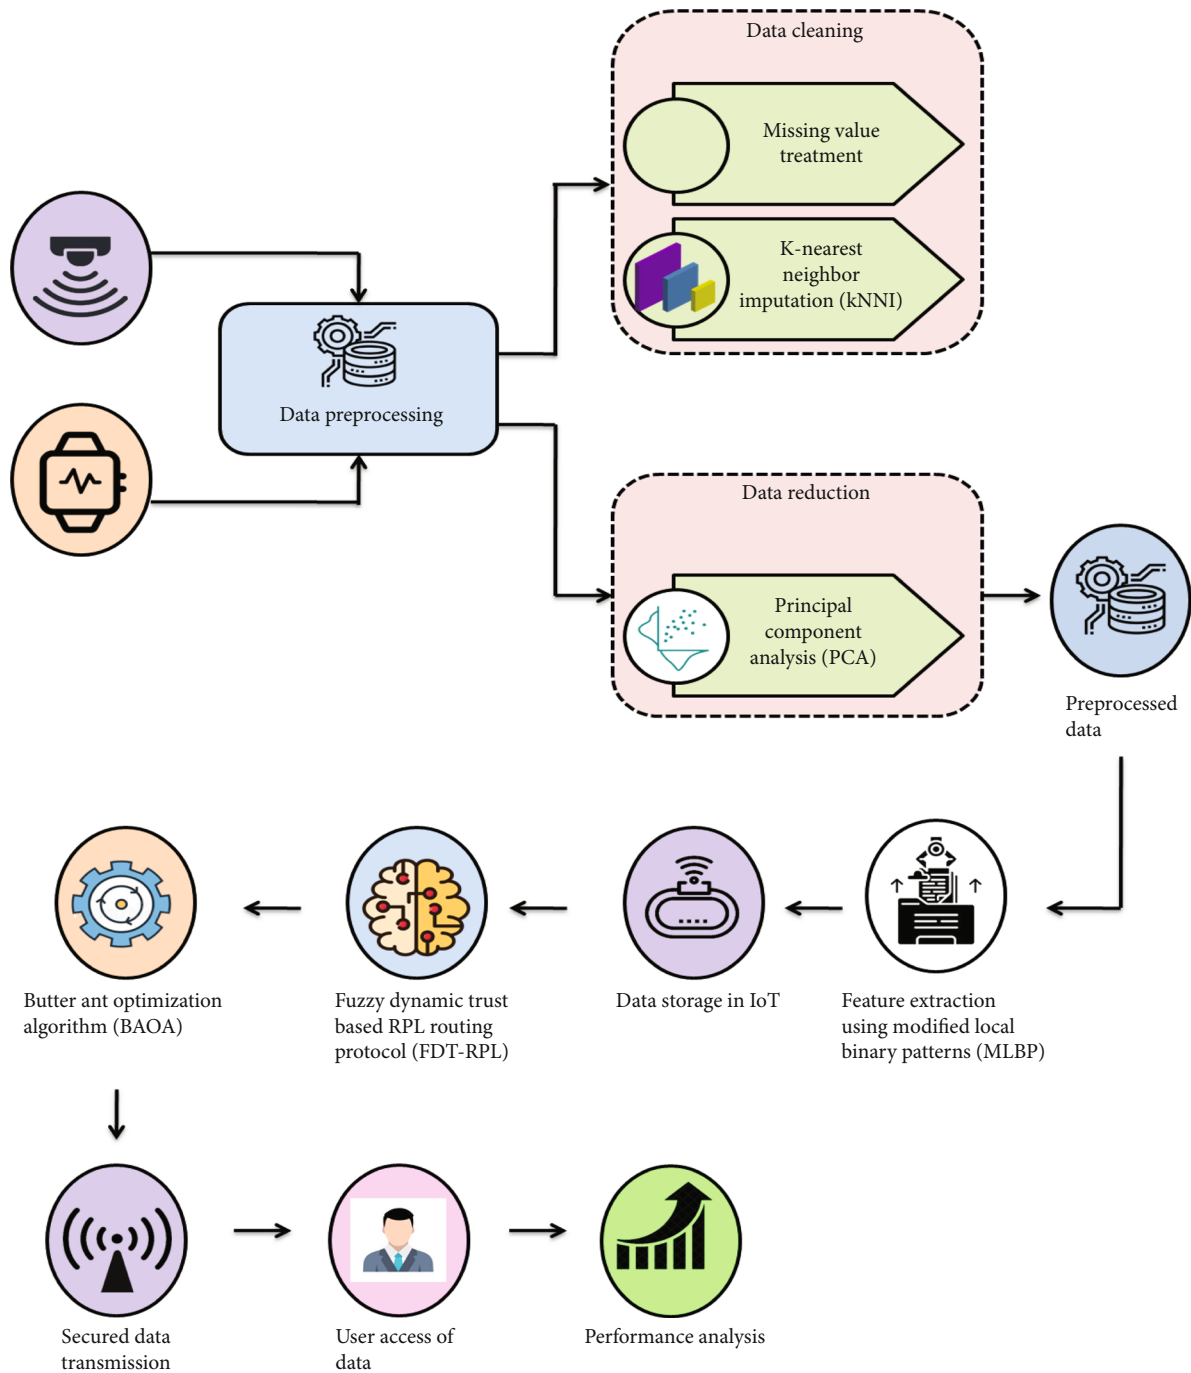 Data cleaning
Missing value
treatment
K-nearest
neighbor
imputation (kNNI)
Data preprocessing
Data reduction
Principal
component
analysis (PCA)
Preprocessed
data
Butter ant optimization
algorithm (BAOA)
Fuzzy dynamic trust
based RPL routing
protocol (FDT-RPL)
Data storage in IoT
Feature extraction
using modified local
binary patterns (MLBP)
Secured data
transmission
User access of
data
Performance analysis